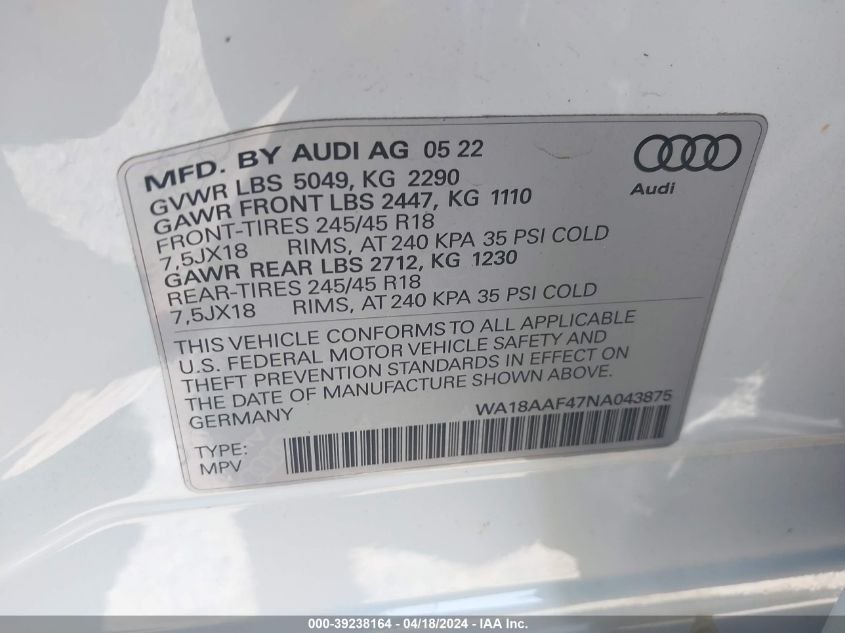 MFD. BY AUDI AG 05 22
GVWR LBS 5049, KG 2290
GAWR FRONT LBS 2447, KG 1110
FRONT-TIRES 245/45 R18
7,5JX18 RIMS, AT 240 KPA 35 PSI COLD
GAWR REAR LBS 2712, KG 1230
REAR-TIRES 245/45 R18
7,5JX18 RIMS, AT 240 KPA 35 PSI COLD
Audi
THIS VEHICLE CONFORMS TO ALL APPLICABLE
U.S. FEDERAL MOTOR VEHICLE SAFETY AND
THEFT PREVENTION STANDARDS IN EFFECT ON
THE DATE OF MANUFACTURE SHOWN ABOVE.
GERMANY WA18AAF47NA043875
TYPE:
MPV
000-39238164 - 04/18/2024 - IAA Inc.